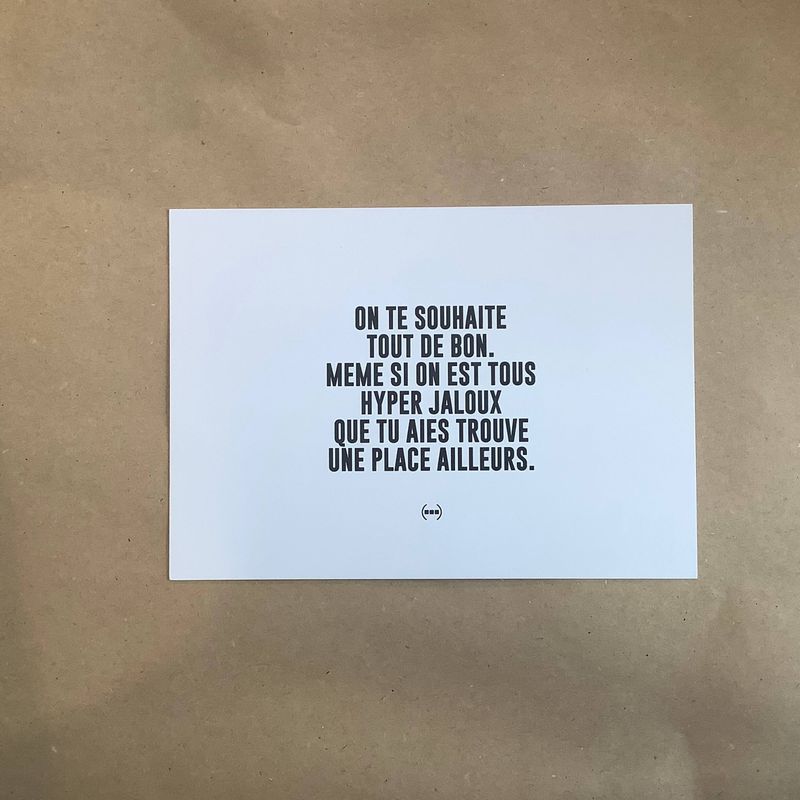 ON TE SOUHAITE
TOUT DE BON.
MEME SI ON EST TOUS
HYPER JALOUX
QUE TU AIES TROUVE
UNE PLACE AILLEURS.
(...)